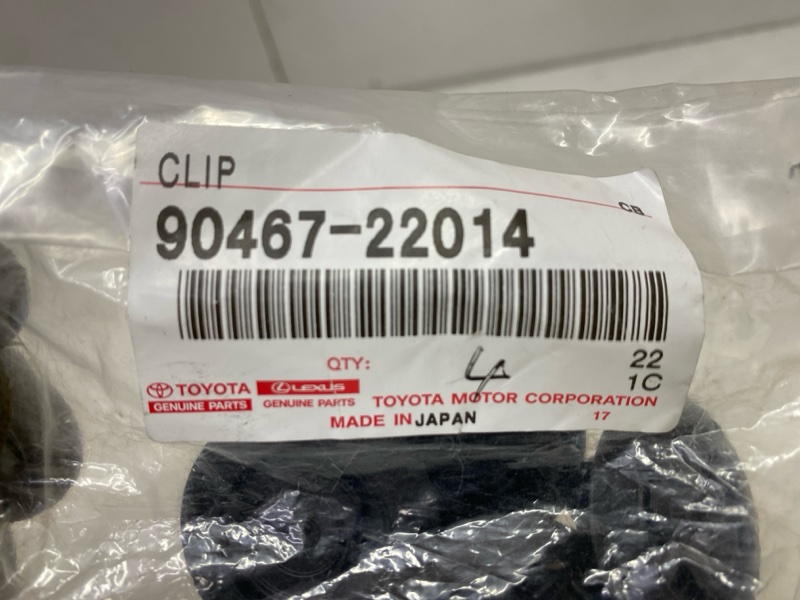 CLIP
CB
90467-22014
QTY: 4 22
1C
TOYOTA LEXUS
GENUINE PARTS GENUINE PARTS TOYOTA MOTOR CORPORATION
MADE IN JAPAN 17